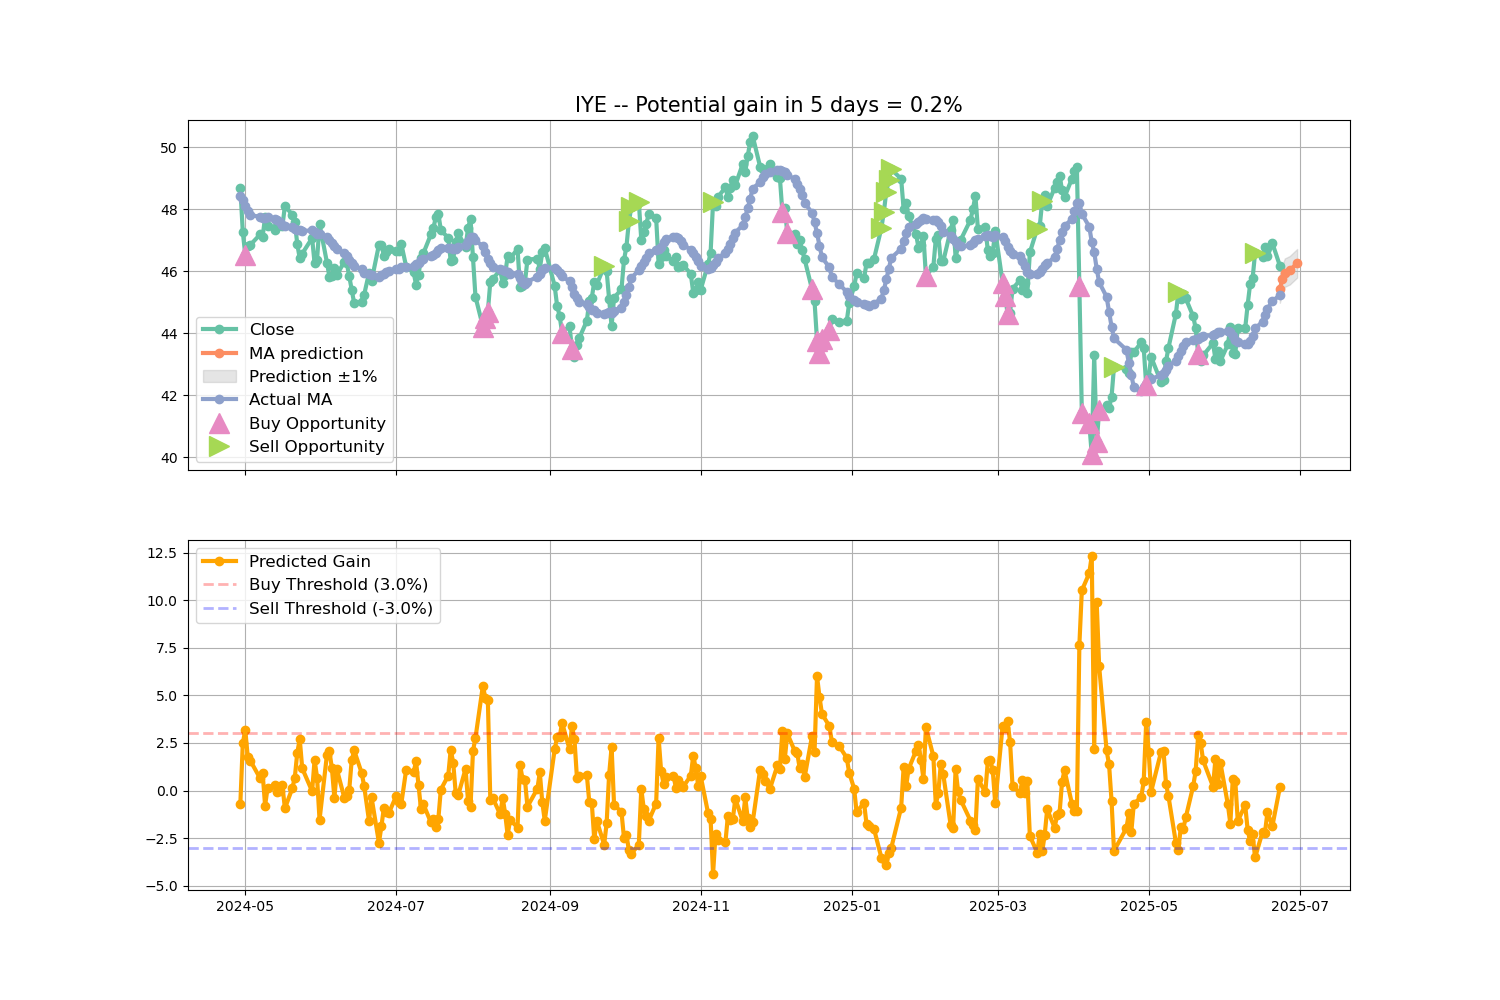 IYE -- Potential gain in 5 days = 0.2%
50
48
46
44
42
40
Close
MA prediction
Prediction ±1%
Actual MA
Buy Opportunity
Sell Opportunity
12.5
10.0
7.5
5.0
2.5
0.0
−2.5
−5.0
Predicted Gain
Buy Threshold (3.0%)
Sell Threshold (-3.0%)
2024-05
2024-07
2024-09
2024-11
2025-01
2025-03
2025-05
2025-07